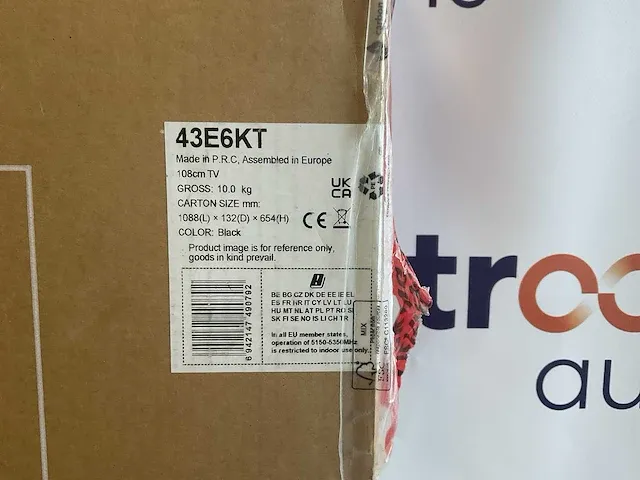 43E6KT
Made in P.R.C, Assembled in Europe
108cm TV
GROSS: 10.0 kg
CARTON SIZE mm:
1088(L) × 132(D) × 654(H)
COLOR: Black
UK
CA
CE
Product image is for reference only,
goods in kind prevail.
6 942147 490792
BE BG CZ DK DE EE IE EL
ES FR HR IT CY LV LT LU
HU MT NL AT PL PT RO SI
SK FI SE NO IS LI CH TR
In all EU member states,
operation of 5150-5350MHz
is restricted to indoor use only.
MIX
troo
au